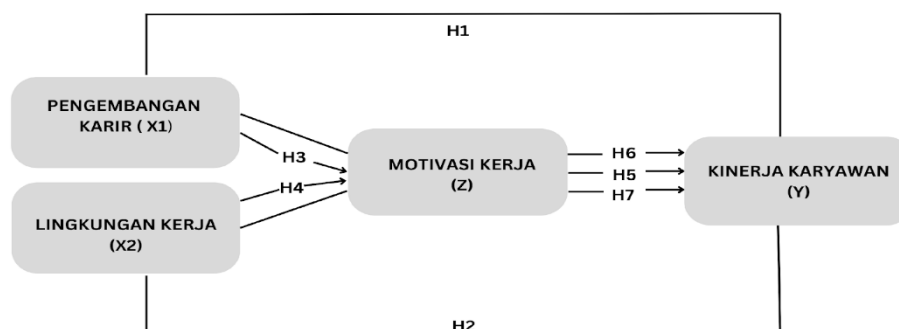 H1
PENGEMBANGAN
KARIR ( X1)
H3
MOTIVASI KERJA
(Z)
H6
H5
H7
KINERJA KARYAWAN
(Y)
H4
LINGKUNGAN KERJA
(X2)
H2